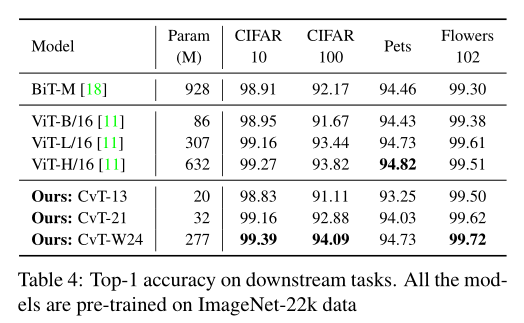 Model Param (M) CIFAR 10 CIFAR 100 Pets Flowers 102
BiT-M [18] 928 98.91 92.17 94.46 99.30
ViT-B/16 [11] 86 98.95 91.67 94.43 99.38
ViT-L/16 [11] 307 99.16 93.44 94.73 99.61
ViT-H/16 [11] 632 99.27 93.82 94.82 99.51
Ours: CvT-13 20 98.83 91.11 93.25 99.50
Ours: CvT-21 32 99.16 92.88 94.03 99.62
Ours: CvT-W24 277 99.39 94.09 94.73 99.72
Table 4: Top-1 accuracy on downstream tasks. All the mod-
els are pre-trained on ImageNet-22k data